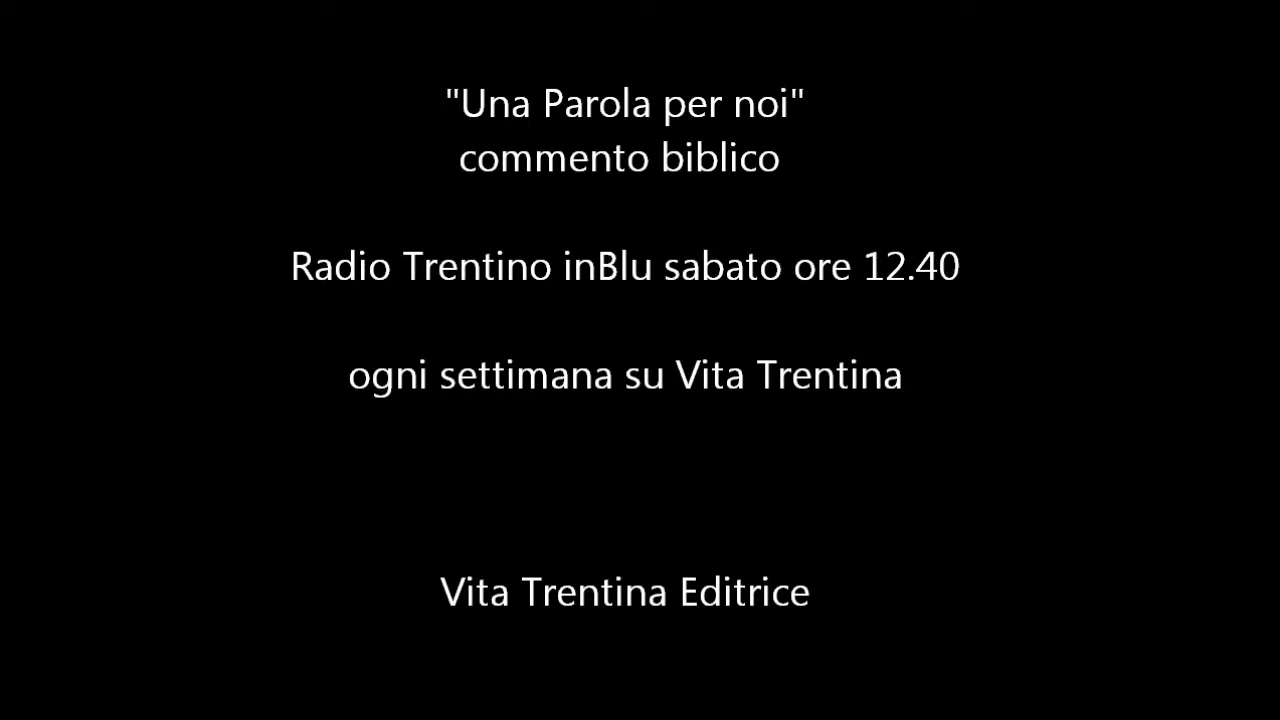 "Una Parola per noi"
commento biblico
Radio Trentino inBlu sabato ore 12.40
ogni settimana su Vita Trentina
Vita Trentina Editrice